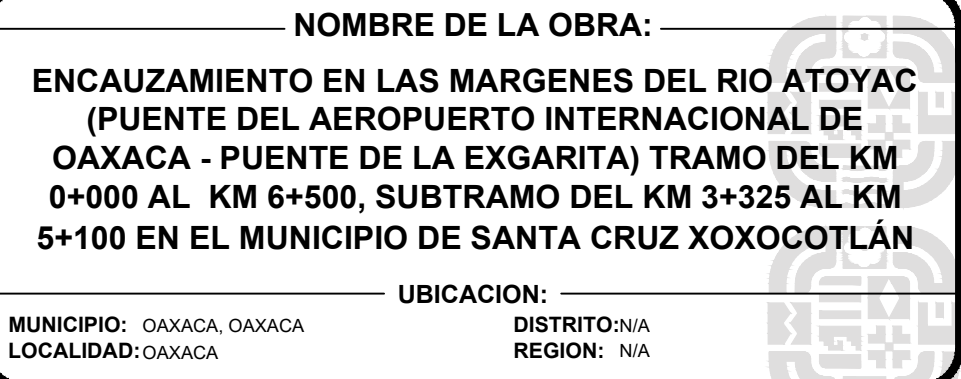 NOMBRE DE LA OBRA:
ENCAUZAMIENTO EN LAS MARGENES DEL RIO ATOYAC
(PUENTE DEL AEROPUERTO INTERNACIONAL DE
OAXACA - PUENTE DE LA EXGARITA) TRAMO DEL KM
0+000 AL KM 6+500, SUBTRAMO DEL KM 3+325 AL KM
5+100 EN EL MUNICIPIO DE SANTA CRUZ XOXOCOTLÁN
UBICACION:
MUNICIPIO: OAXACA, OAXACA DISTRITO:N/A
LOCALIDAD:OAXACA REGION: N/A